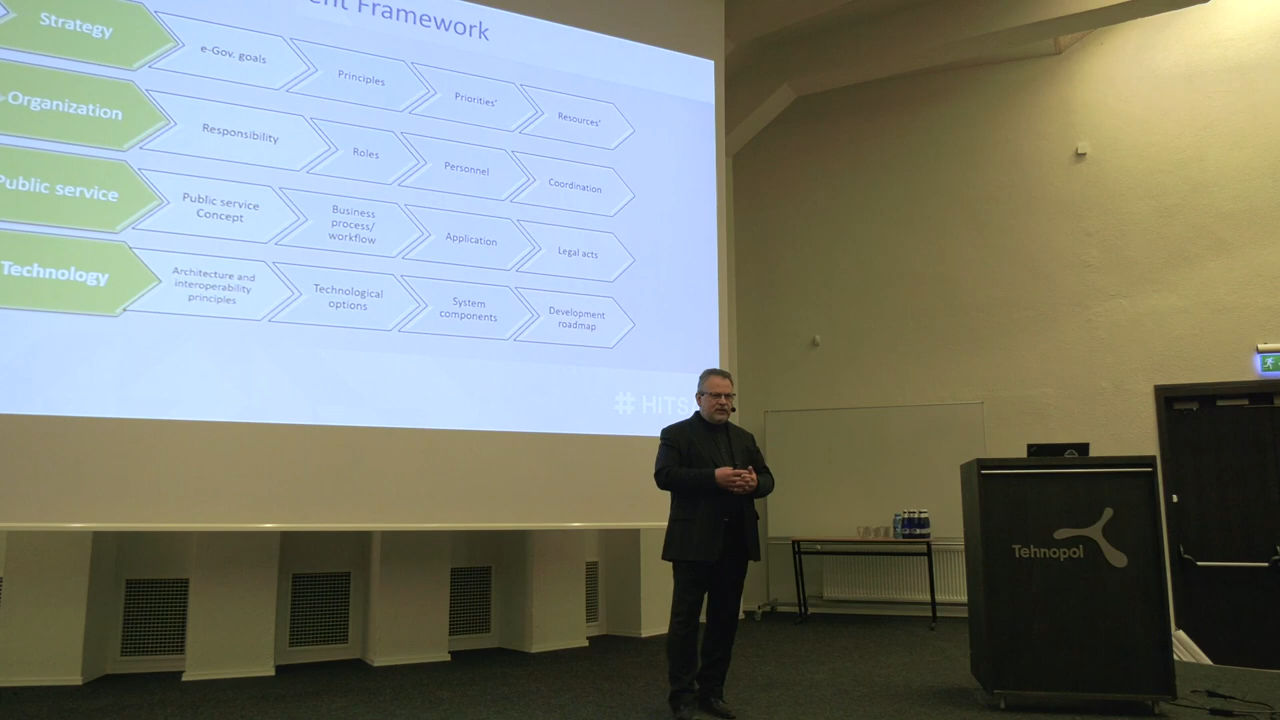 Framework
Strategy
e-Gov. goals
Principles
Priorities'
Resources'
Organization
Responsibility
Roles
Personnel
Coordination
Public service
Public service
Concept
Business
process/
workflow
Application
Legal acts
Technology
Architecture and
interoperability
principles
Technological
options
System
components
Development
roadmap
# HITS
Tehnopol